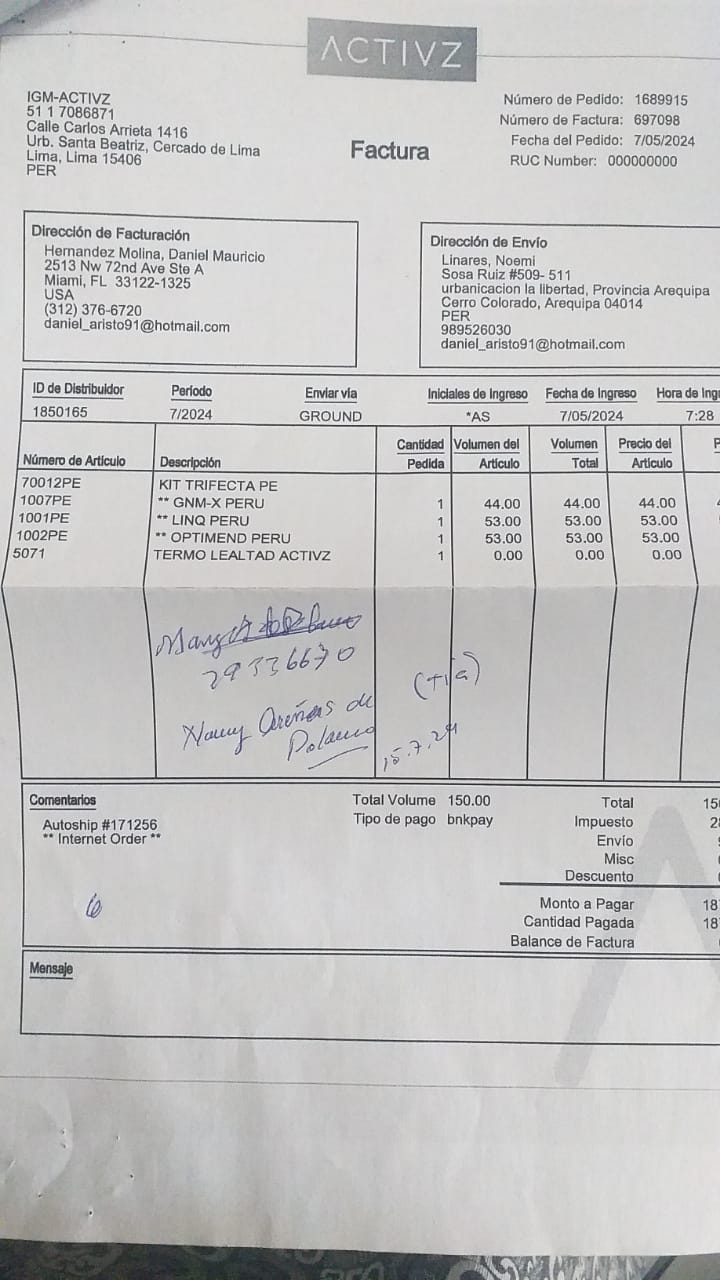 ACTIVZ
IGM-ACTIVZ
51 1 7086871
Calle Carlos Arrieta 1416
Urb. Santa Beatriz, Cercado de Lima
Lima, Lima 15406
PER
Factura
Número de Pedido: 1689915
Número de Factura: 697098
Fecha del Pedido: 7/05/2024
RUC Number: 000000000
Dirección de Facturación
Hernandez Molina, Daniel Mauricio
2513 Nw 72nd Ave Ste A
Miami, FL 33122-1325
USA
(312) 376-6720
daniel_aristo91@hotmail.com
Dirección de Envío
Linares, Noemi
Sosa Ruiz #509- 511
urbanicacion la libertad, Provincia Arequipa
Cerro Colorado, Arequipa 04014
PER
989526030
daniel_aristo91@hotmail.com
ID de Distribuidor Período Enviar vía Iniciales de Ingreso Fecha de Ingreso Hora de Ingr
1850165 7/2024 GROUND *AS 7/05/2024 7:28
Número de Artículo Descripción Cantidad Pedida Volumen del Artículo Volumen Total Precio del Artículo P
70012PE KIT TRIFECTA PE
1007PE ** GNM-X PERU 1 44.00 44.00 44.00
1001PE ** LINQ PERU 1 53.00 53.00 53.00
1002PE ** OPTIMEND PERU 1 53.00 53.00 53.00
5071 TERMO LEALTAD ACTIVZ 1 0.00 0.00 0.00
29336670
(tía)
de
15.7.24
Comentarios
Autoship #171256
** Internet Order **
Total Volume 150.00
Tipo de pago bnkpay
Total 15
Impuesto 2
Envío
Misc
Descuento
Monto a Pagar 18
Cantidad Pagada 18
Balance de Factura
Mensaje